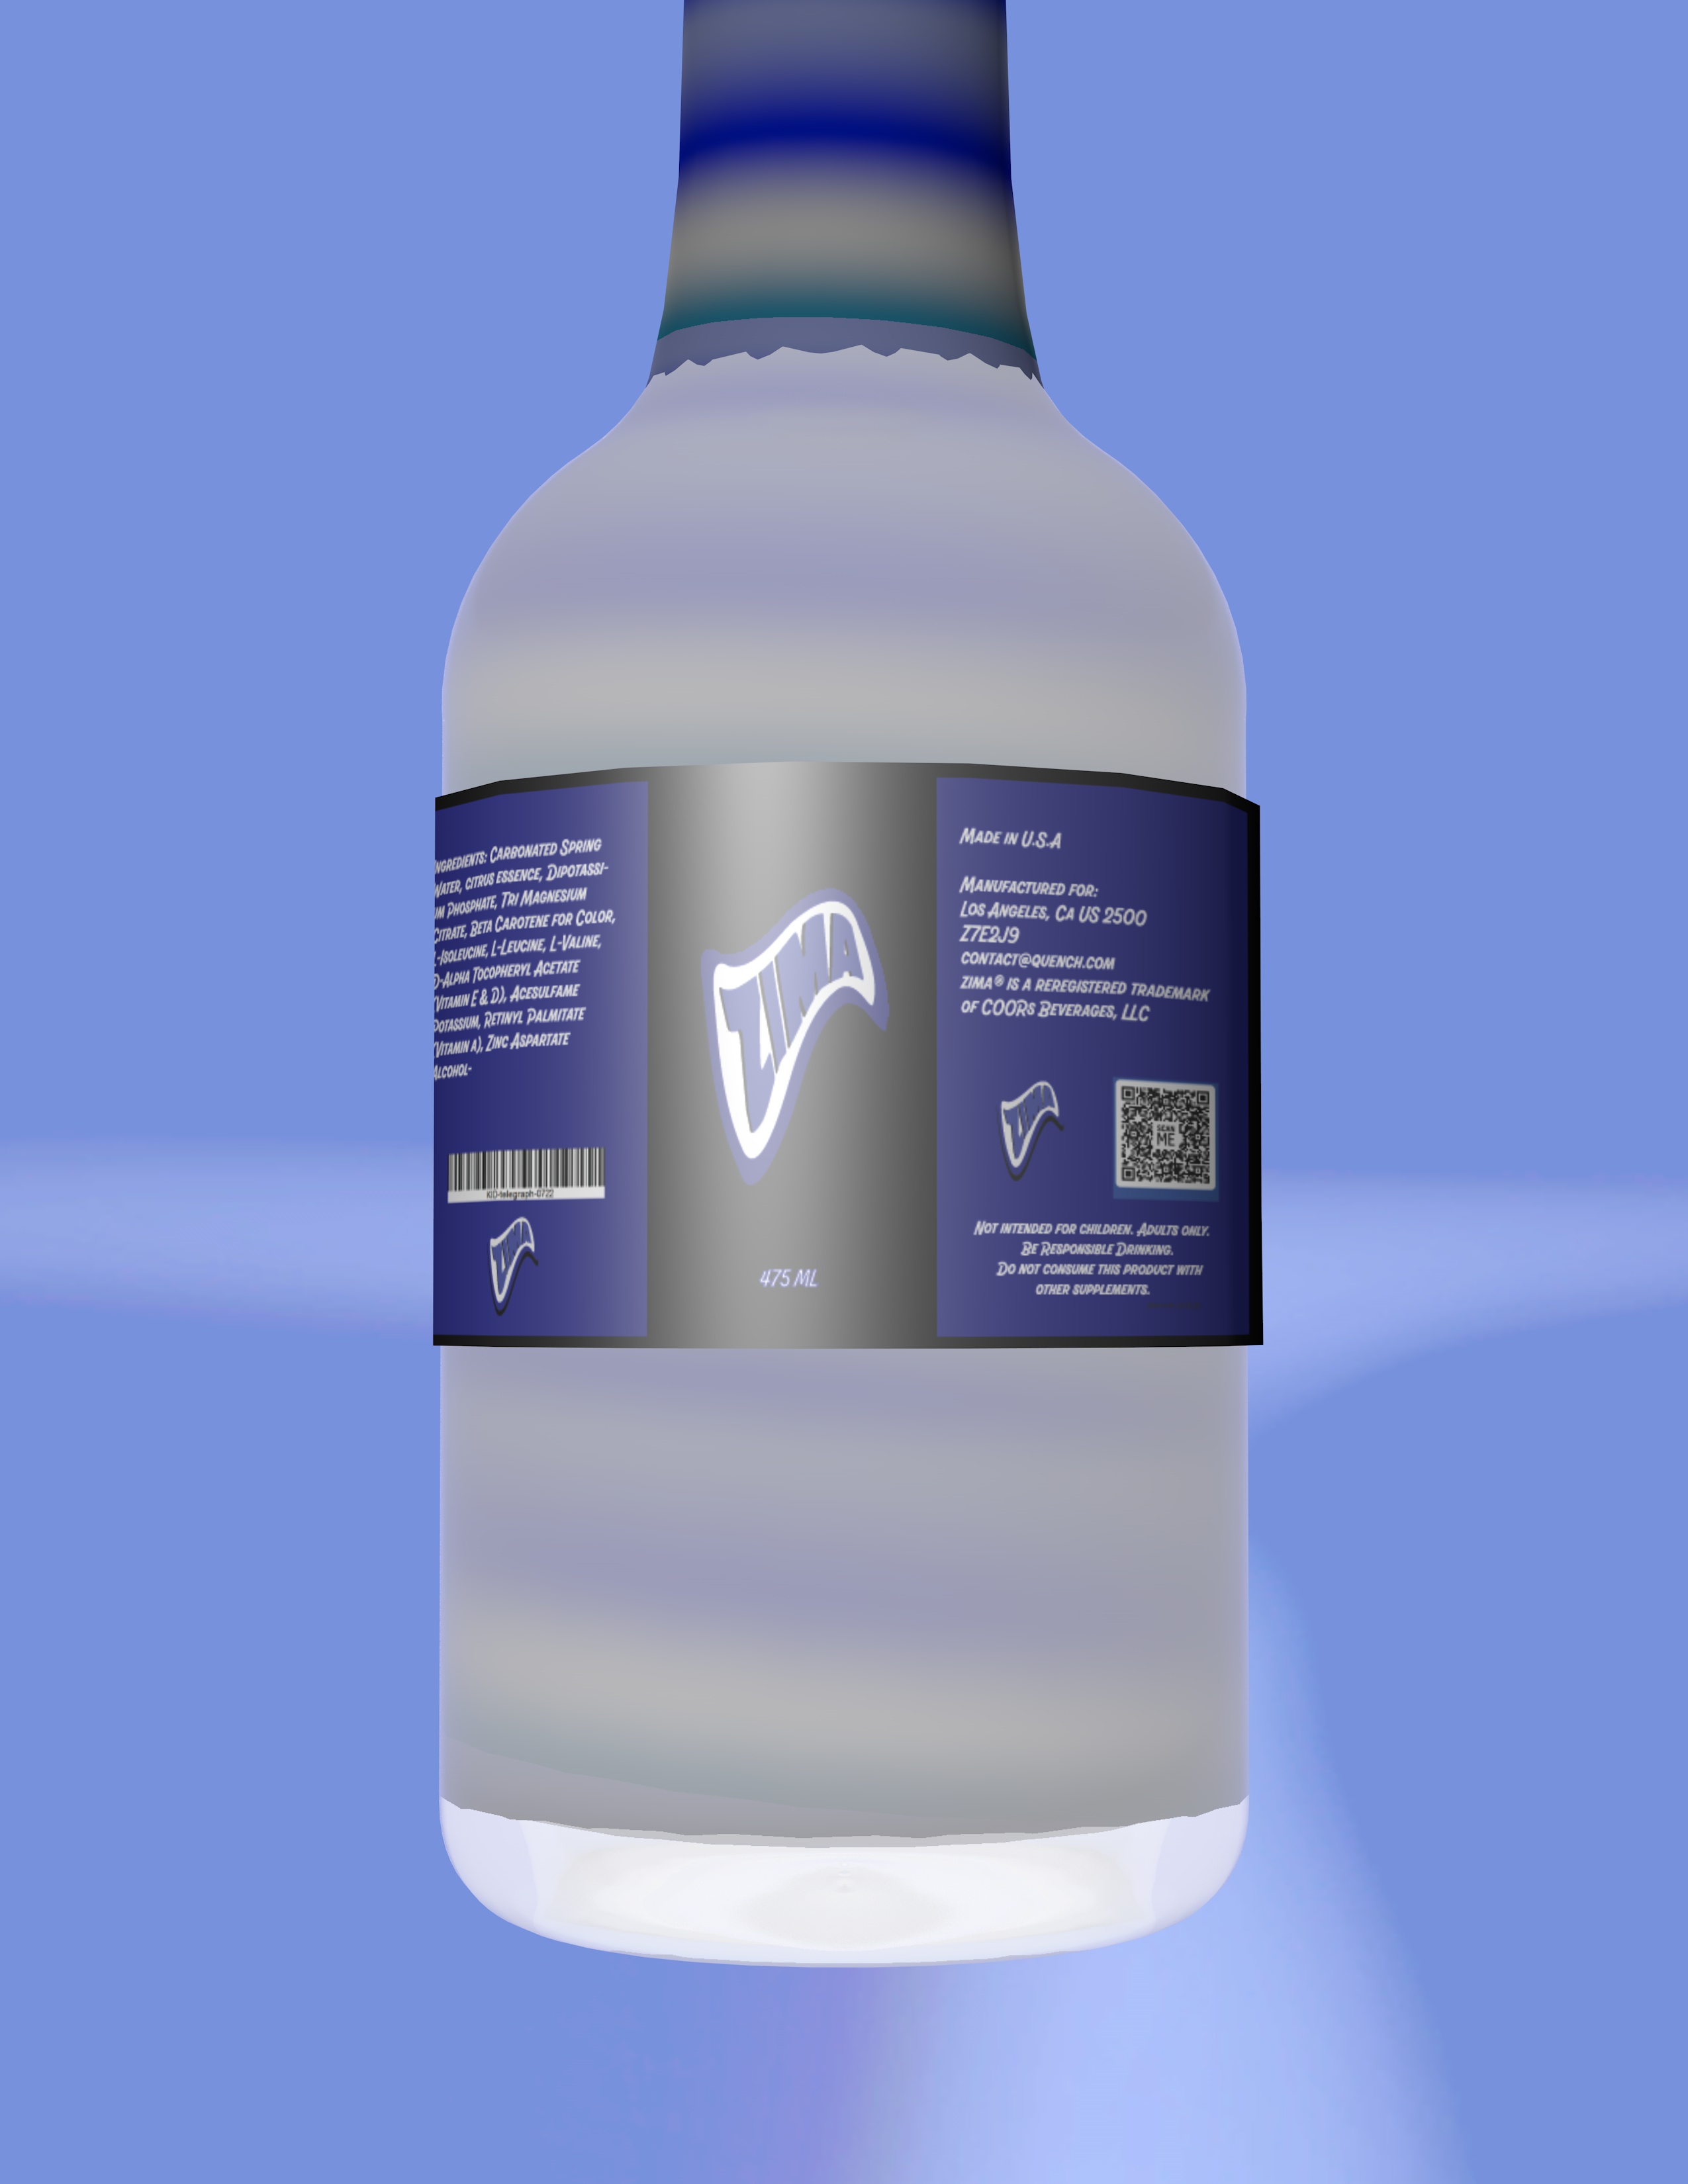 Ingredients: Carbonated Spring
Water, citrus essence, Dipotassi-
um Phosphate, Tri Magnesium
Citrate, Beta Carotene for Color,
L-Isoleucine, L-Leucine, L-Valine,
D-Alpha Tocopheryl Acetate
(Vitamin E & D), Acesulfame
Potassium, Retinyl Palmitate
(Vitamin A), Zinc Aspartate
Alcohol-
KID-telegraph-0722
ZIMA
ZIMA
475 ML
Made in U.S.A
Manufactured for:
Los Angeles, Ca US 2500
Z7E2J9
contact@quench.com
zima® is a reregistered trademark
of COORs Beverages, LLC
ZIMA
SCAN
ME
Not intended for children. Adults only.
Be Responsible Drinking.
Do not consume this product with
other supplements.